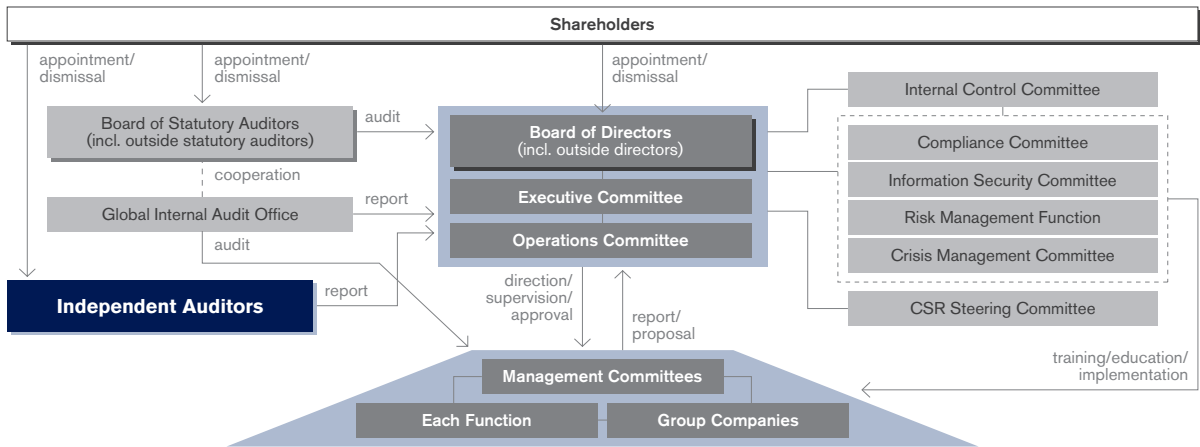 Shareholders
appointment/
dismissal
appointment/
dismissal
appointment/
dismissal
Board of Statutory Auditors
(incl. outside statutory auditors)
audit
Board of Directors
(incl. outside directors)
Internal Control Committee
Compliance Committee
cooperation
Executive Committee
Information Security Committee
Global Internal Audit Office
report
Risk Management Function
audit
Operations Committee
Crisis Management Committee
Independent Auditors
report
direction/
supervision/
approval
report/
proposal
CSR Steering Committee
training/education/
implementation
Management Committees
Each Function
Group Companies